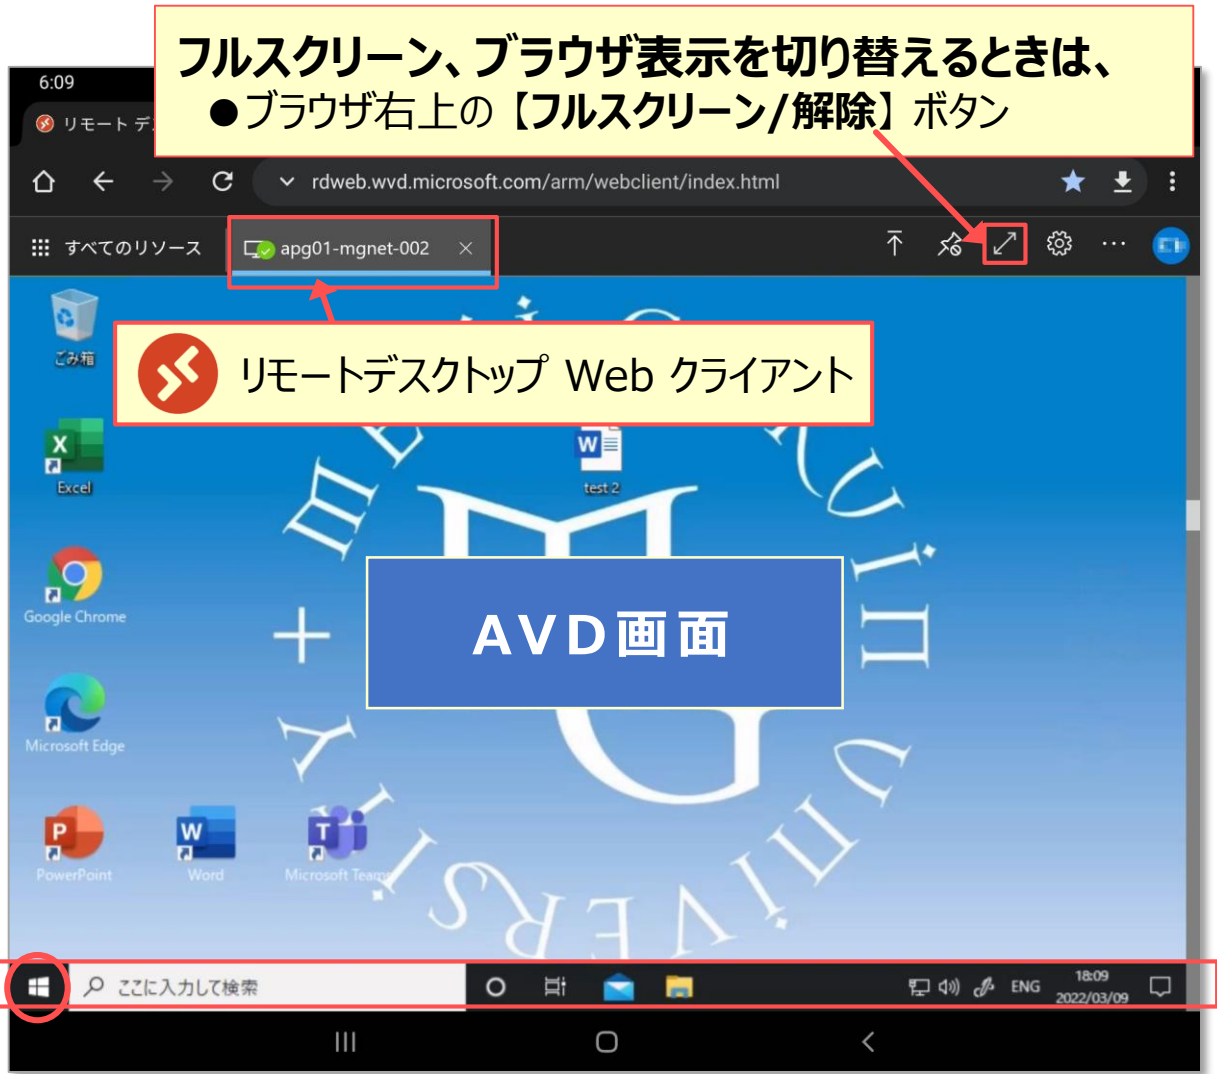 フルスクリーン、ブラウザ表示を切り替えるときは、
●ブラウザ右上の【フルスクリーン/解除】ボタン
6:09
リモート デ
rdweb.wvd.microsoft.com/arm/webclient/index.html
すべてのリソース
apg01-mgnet-002
ごみ箱
リモートデスクトップ Web クライアント
Excel
test 2
Google Chrome
AVD画面
Microsoft Edge
PowerPoint
Word
Microsoft Teams
ここに入力して検索
ENG
18:09
2022/03/09